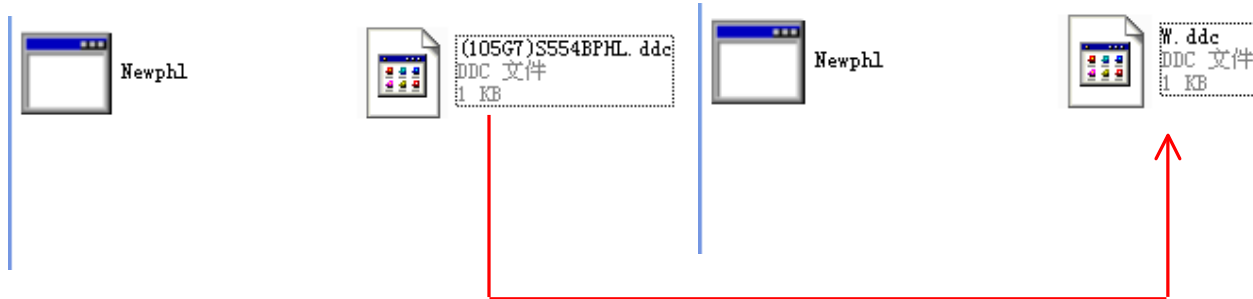 Newphl
(105G7)S554BPHL.ddc
DDC 文件
1 KB
Newphl
W.ddc
DDC 文件
1 KB